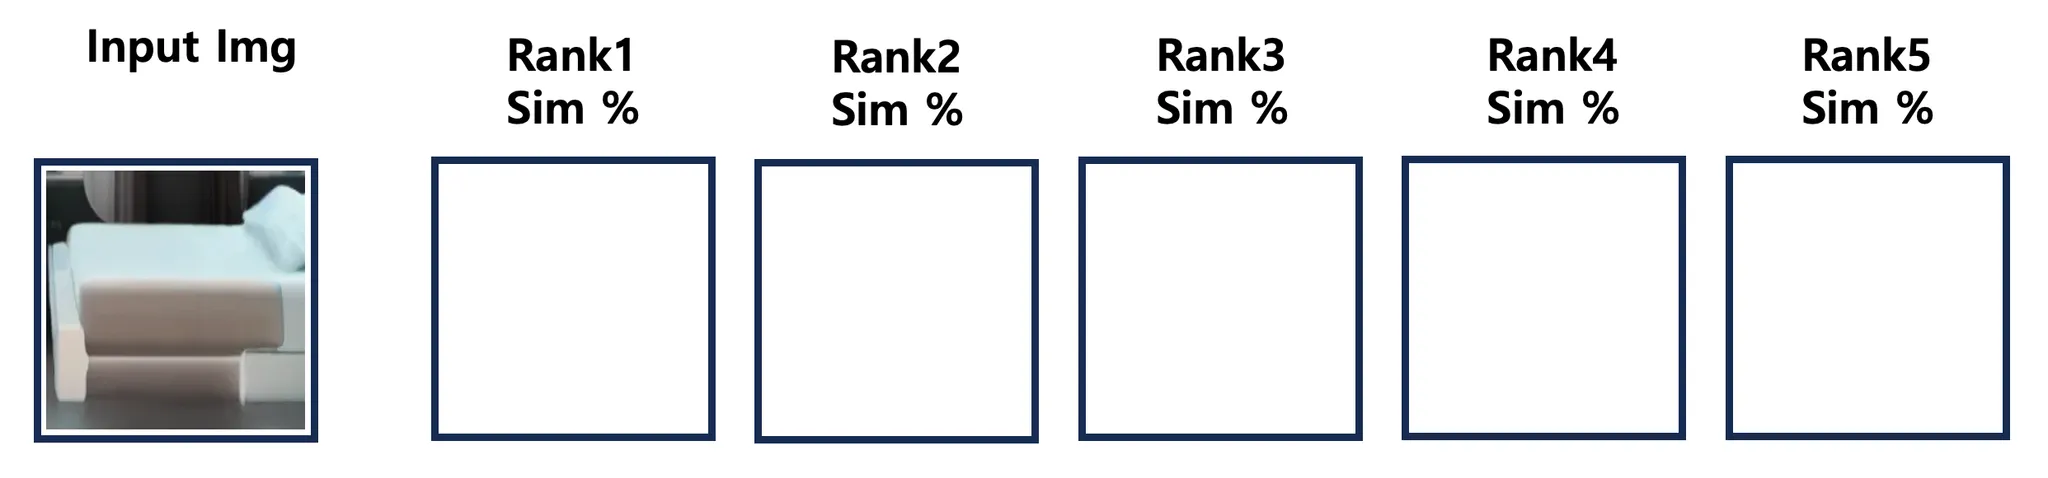 Input Img
Rank1
Sim %
Rank2
Sim %
Rank3
Sim %
Rank4
Sim %
Rank5
Sim %